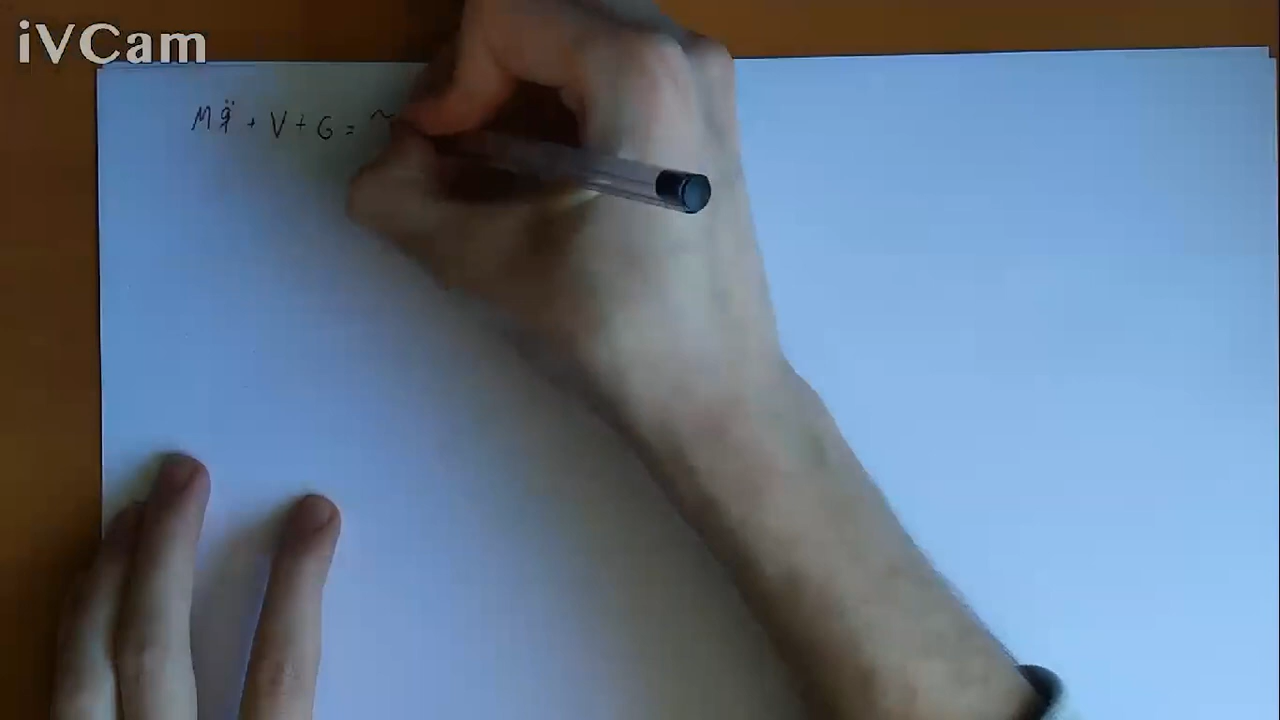 iVCam
Mq̈ + V + G =